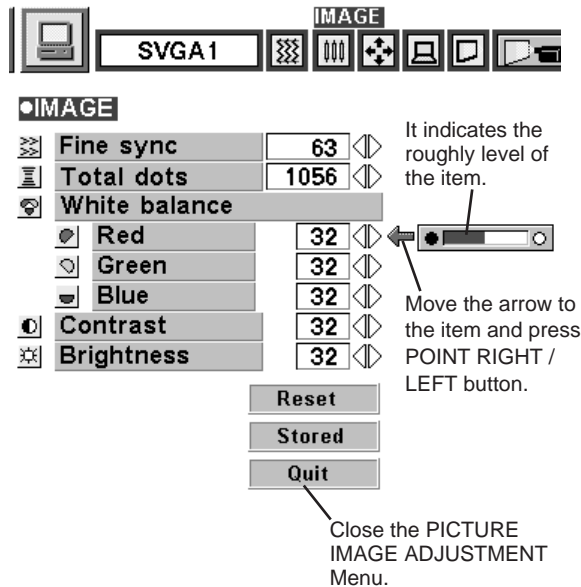 IMAGE
SVGA1
●IMAGE
Fine sync 63
Total dots 1056
White balance
Red 32
Green 32
Blue 32
Contrast 32
Brightness 32
It indicates the
roughly level of
the item.
Move the arrow to
the item and press
POINT RIGHT /
LEFT button.
Reset
Stored
Quit
Close the PICTURE
IMAGE ADJUSTMENT
Menu.